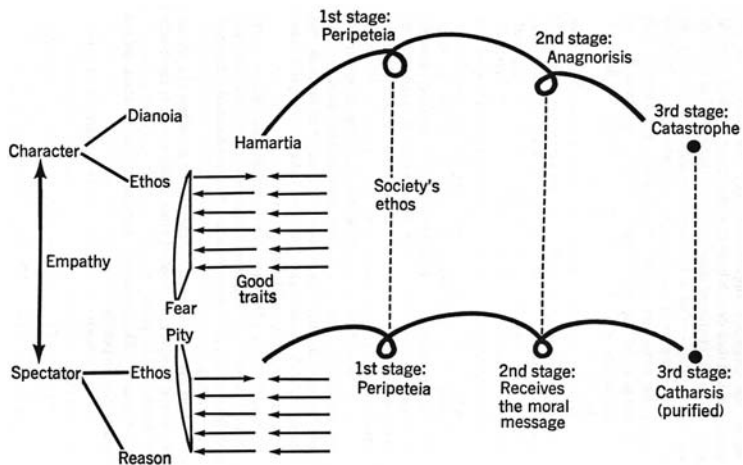 1st stage:
Peripeteia
2nd stage:
Anagnorisis
3rd stage:
Catastrophe
Dianoia
Hamartia
Character
Ethos
Society's
ethos
Empathy
Good
traits
Fear
Pity
Spectator
Ethos
Reason
1st stage:
Peripeteia
2nd stage:
Receives
the moral
message
3rd stage:
Catharsis
(purified)